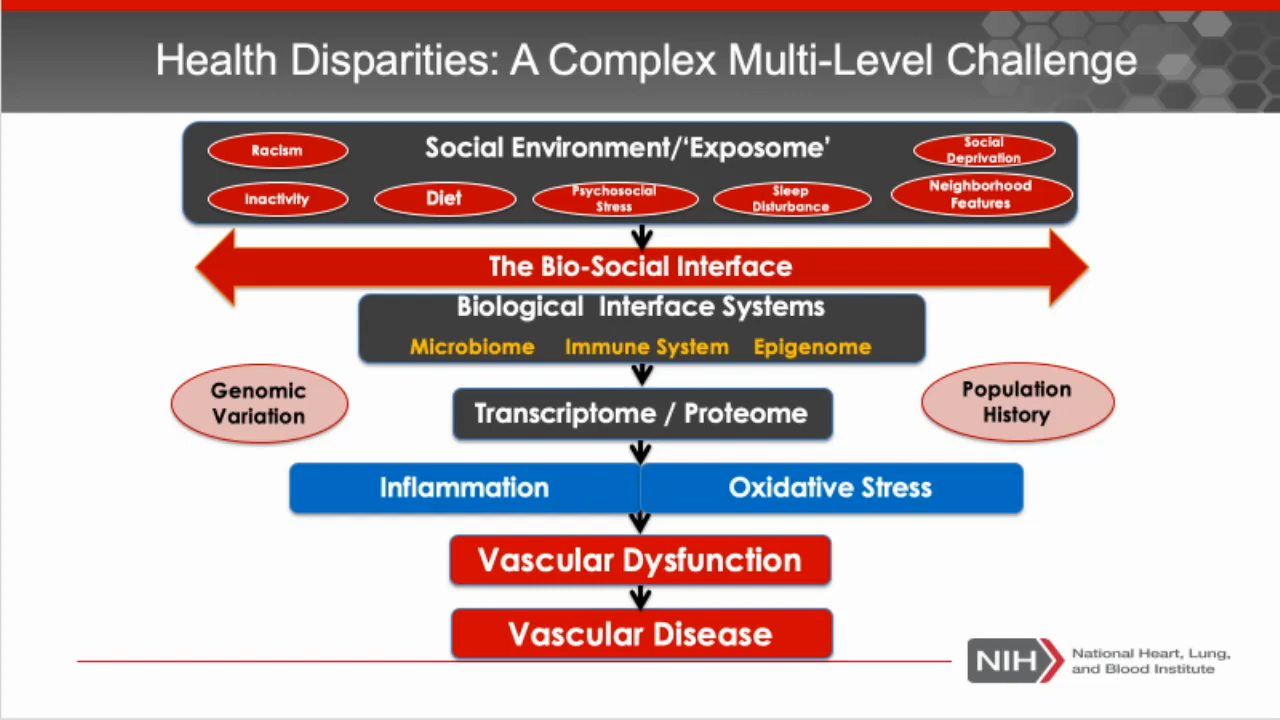 Health Disparities: A Complex Multi-Level Challenge
Racism
Social Environment/‘Exposome’
Social
Deprivation
Inactivity
Diet
Psychosocial
Stress
Sleep
Disturbance
Neighborhood
Features
The Bio-Social Interface
Biological Interface Systems
Microbiome Immune System Epigenome
Genomic
Variation
Population
History
Transcriptome / Proteome
Inflammation
Oxidative Stress
Vascular Dysfunction
Vascular Disease
NIH
National Heart, Lung,
and Blood Institute